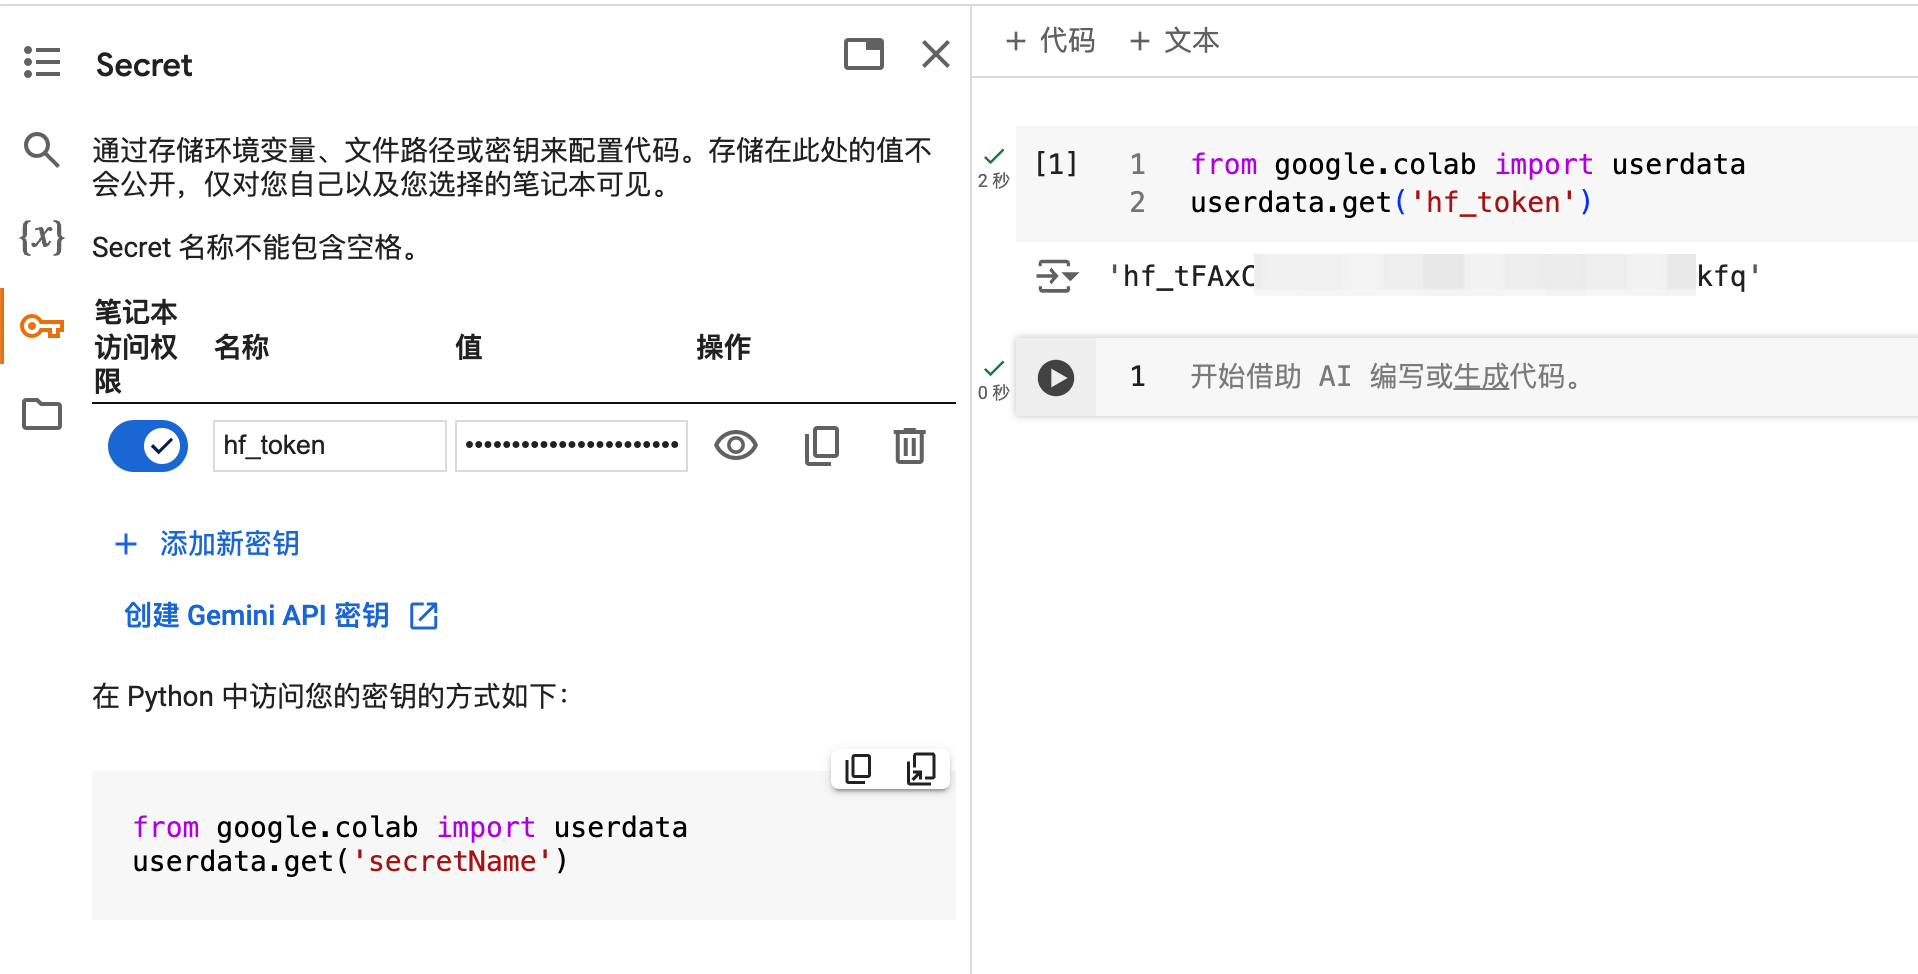 Secret
通过存储环境变量、文件路径或密钥来配置代码。存储在此处的值不
会公开，仅对您自己以及您选择的笔记本可见。
Secret 名称不能包含空格。
笔记本
访问权
限
名称
值
操作
hf_token
••••••••••••••••••••••
+ 添加新密钥
创建 Gemini API 密钥
在 Python 中访问您的密钥的方式如下：
from google.colab import userdata
userdata.get('secretName')
+ 代码 + 文本
2 秒
[1]
1 from google.colab import userdata
2 userdata.get('hf_token')
'hf_tFAxC
kfq'
0 秒
1 开始借助 AI 编写或生成代码。
{x}